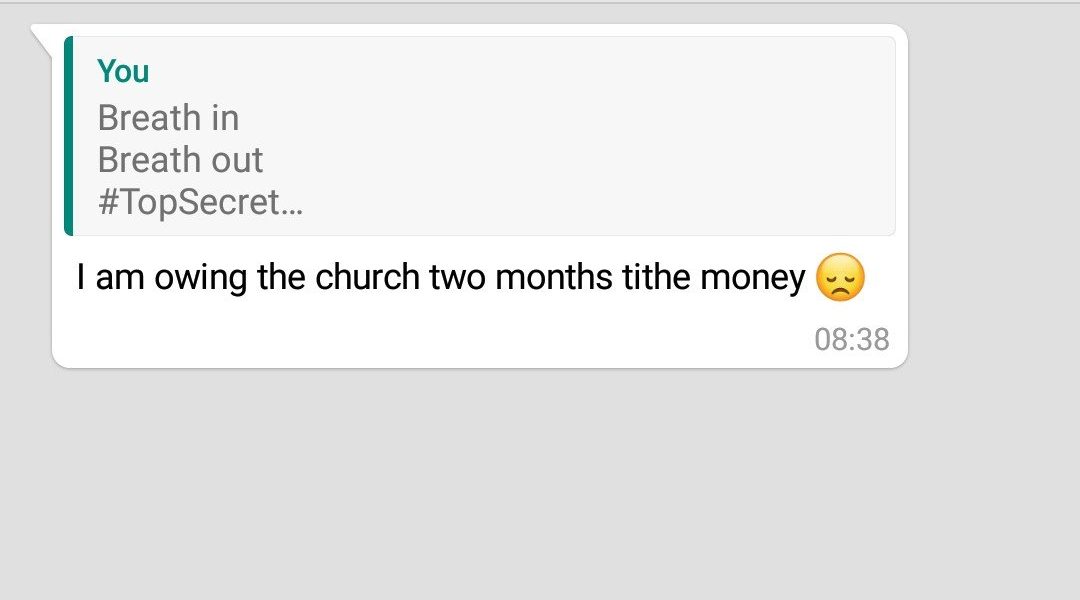 You
Breath in
Breath out
#TopSecret...
I am owing the church two months tithe money 😞
08:38